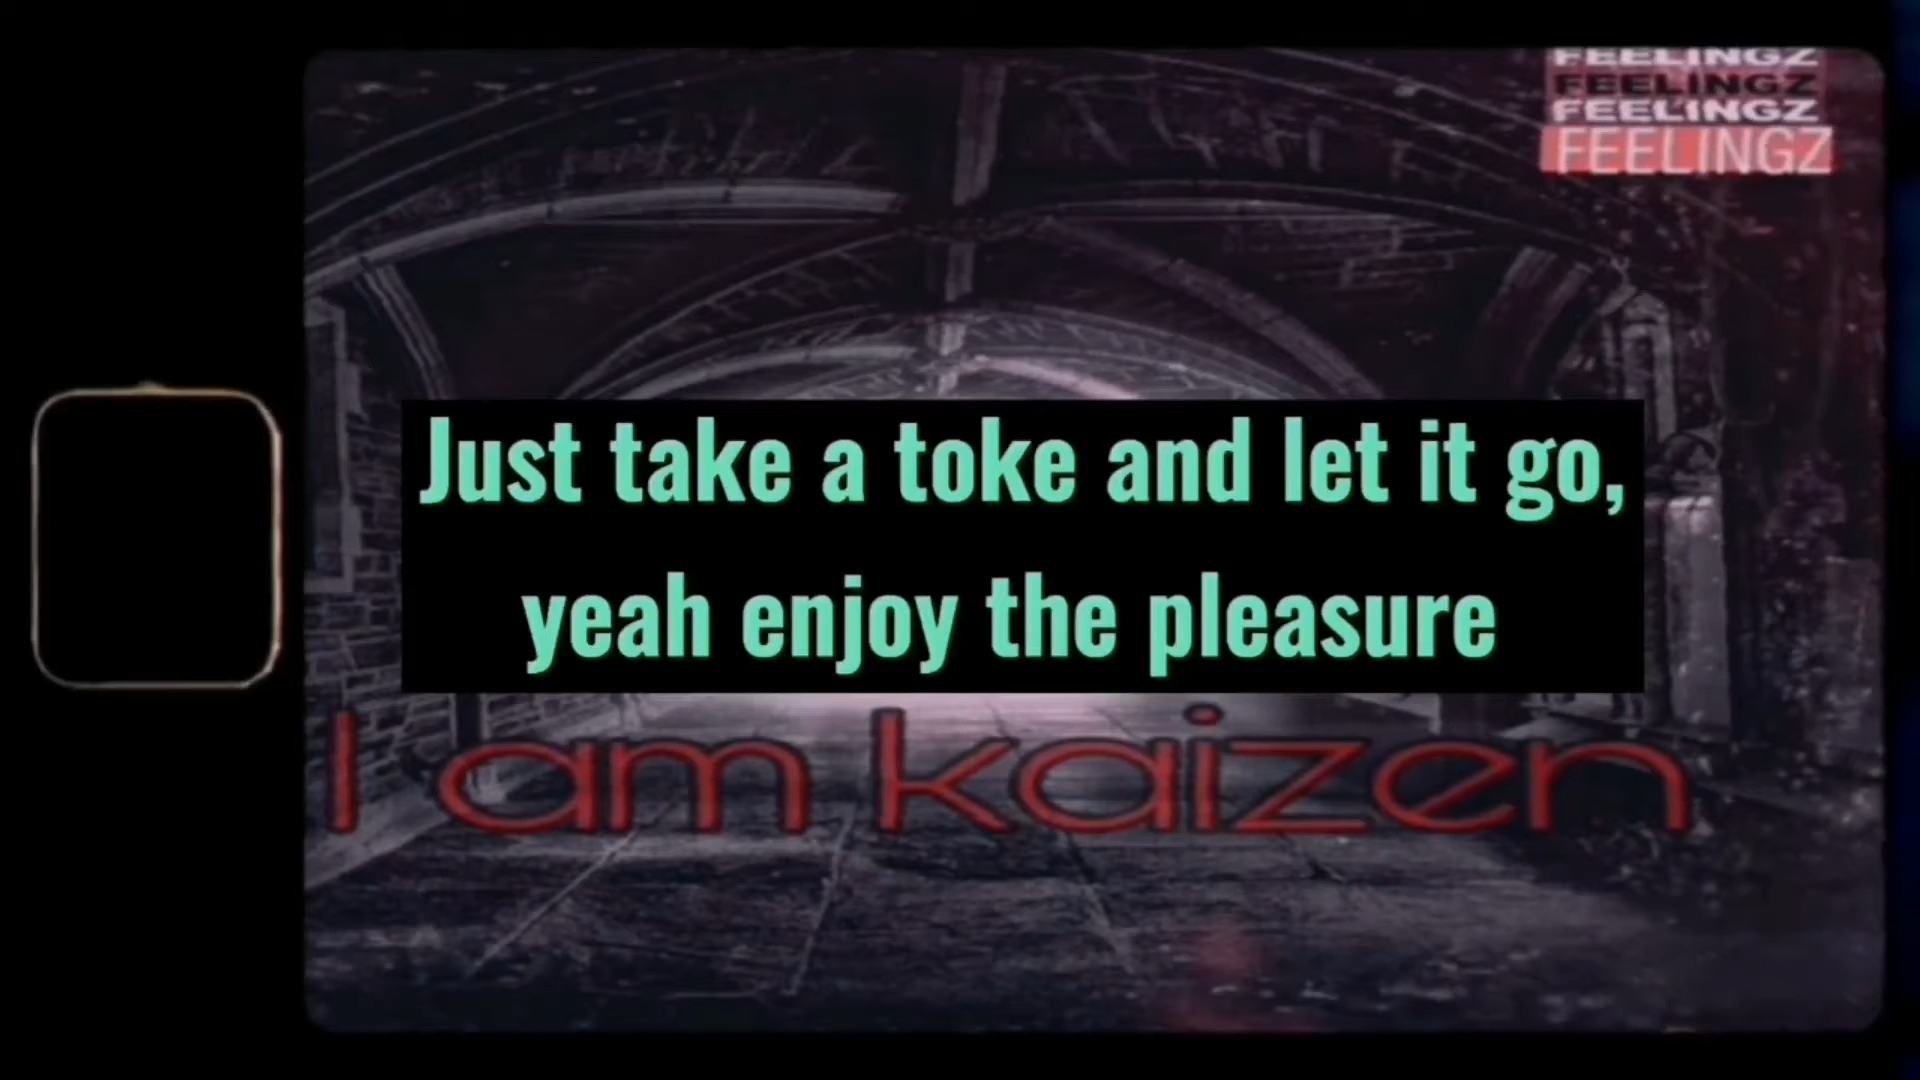 FEELINGZ
FEELINGZ
FEELINGZ
FEELINGZ
Just take a toke and let it go,
yeah enjoy the pleasure
I am kaizen